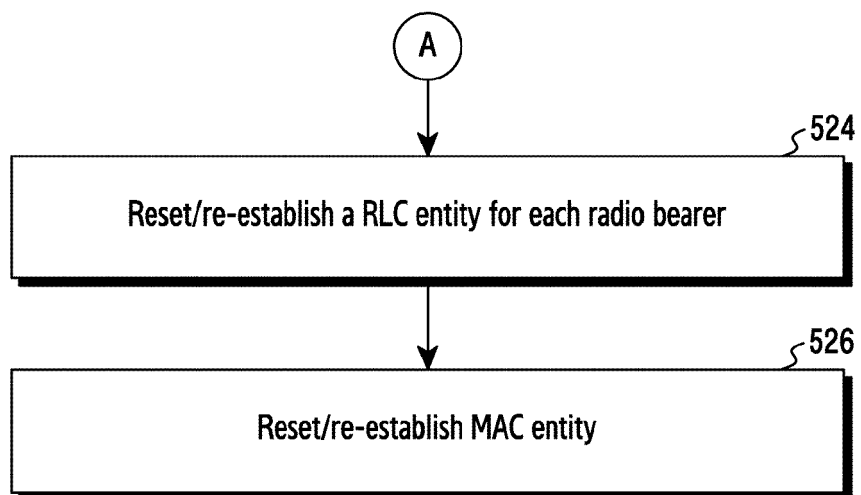 A
524
Reset/re-establish a RLC entity for each radio bearer
526
Reset/re-establish MAC entity